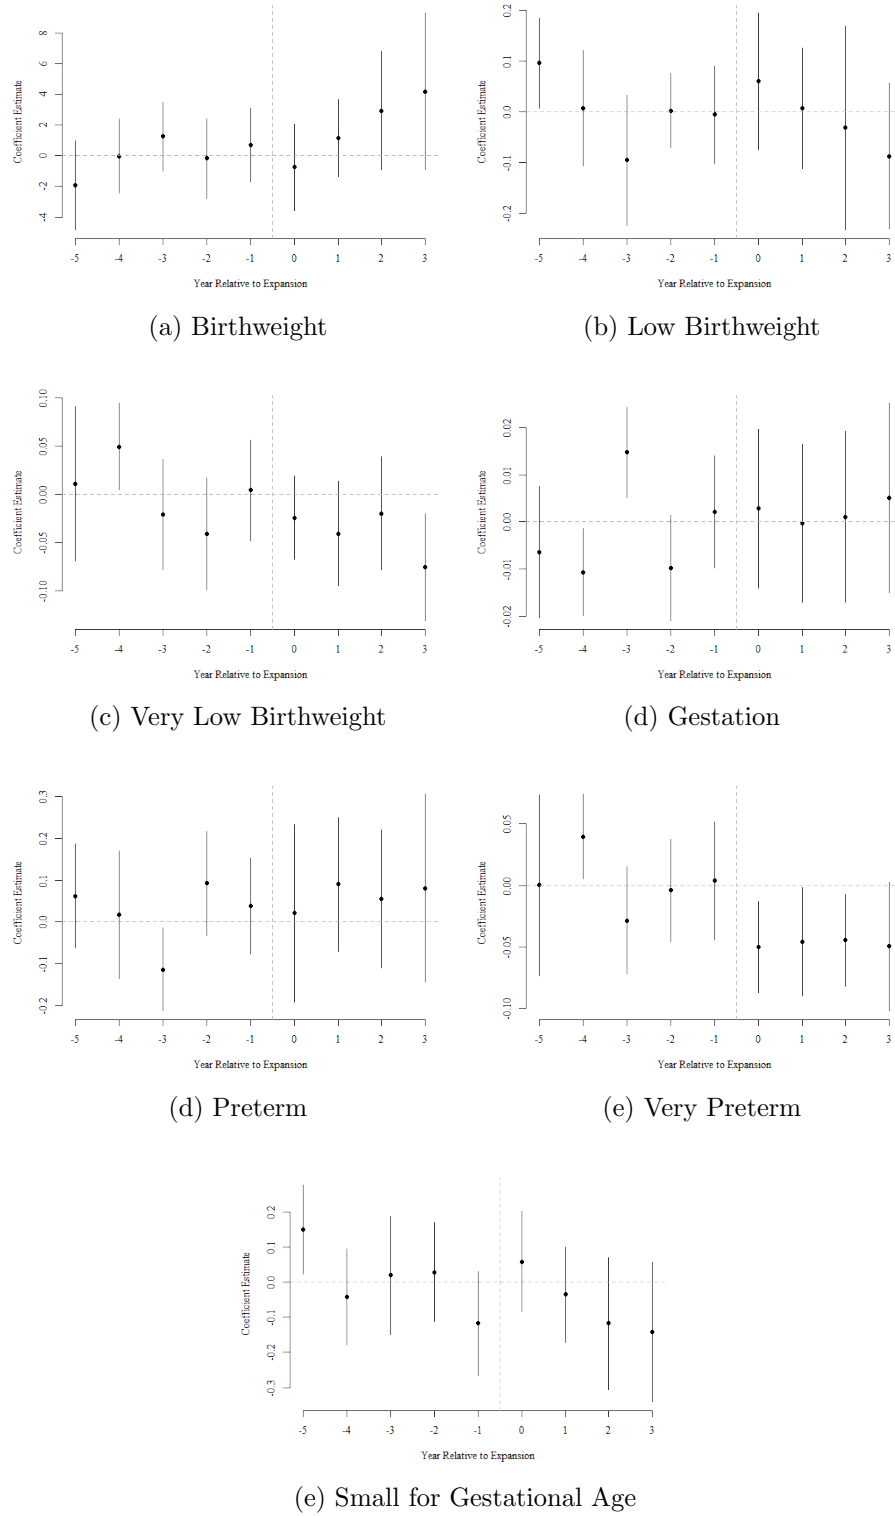 8
6
4
2
0
-2
-4
Coefficient Estimate
-5 -4 -3 -2 -1 0 1 2 3
Year Relative to Expansion
(a) Birthweight
0.2
0.1
0.0
-0.1
-0.2
Coefficient Estimate
-5 -4 -3 -2 -1 0 1 2 3
Year Relative to Expansion
(b) Low Birthweight
0.10
0.05
0.00
-0.05
-0.10
Coefficient Estimate
-5 -4 -3 -2 -1 0 1 2 3
Year Relative to Expansion
(c) Very Low Birthweight
0.02
0.01
0.00
-0.01
-0.02
Coefficient Estimate
-5 -4 -3 -2 -1 0 1 2 3
Year Relative to Expansion
(d) Gestation
0.3
0.2
0.1
0.0
-0.1
-0.2
Coefficient Estimate
-5 -4 -3 -2 -1 0 1 2 3
Year Relative to Expansion
(d) Preterm
0.05
0.00
-0.05
-0.10
Coefficient Estimate
-5 -4 -3 -2 -1 0 1 2 3
Year Relative to Expansion
(e) Very Preterm
0.2
0.1
0.0
-0.1
-0.2
-0.3
Coefficient Estimate
-5 -4 -3 -2 -1 0 1 2 3
Year Relative to Expansion
(e) Small for Gestational Age